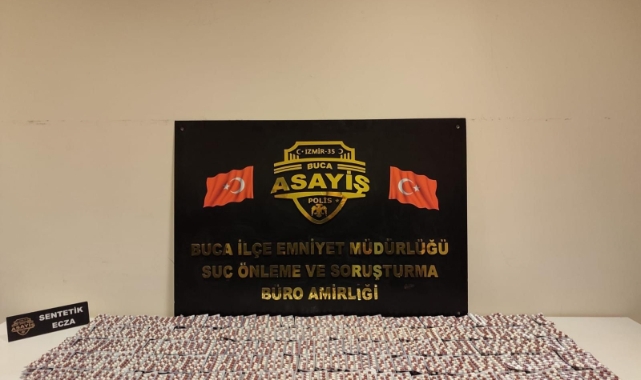 İZMİR-35
BUCA
ASAYİŞ
POLİS
BUCA İLÇE EMNİYET MÜDÜRLÜĞÜ
SUÇ ÖNLEME VE SORUŞTURMA
BÜRO AMİRLİĞİ
ASAYİŞ
SENTETİK
ECZA